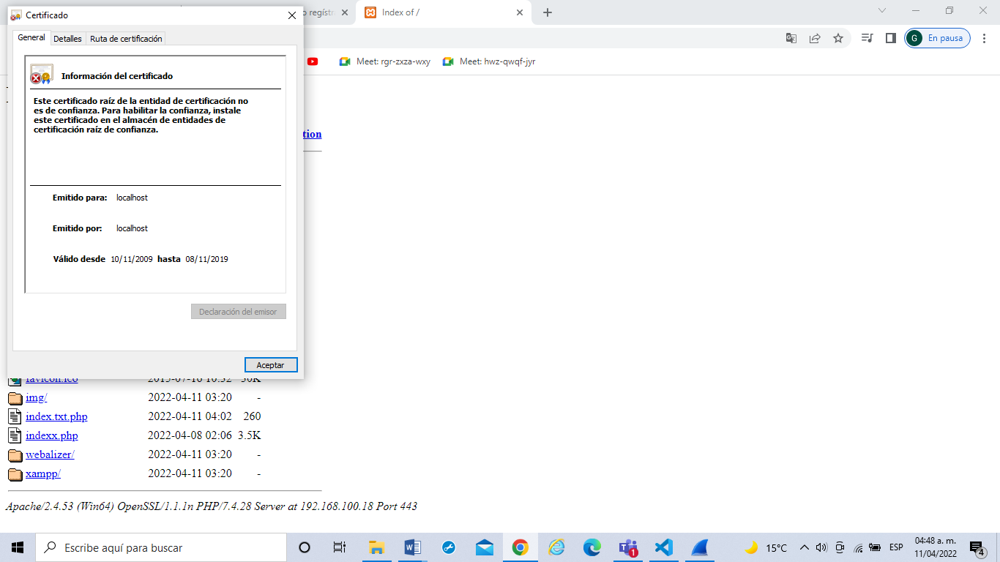 Certificado
o regístr
Index of /
General
Detalles
Ruta de certificación
En pausa
G
Meet: rgr-zxza-wxy
Meet: hwz-qwqf-jyr
Información del certificado
Este certificado raíz de la entidad de certificación no
es de confianza. Para habilitar la confianza, instale
este certificado en el almacén de entidades de
certificación raíz de confianza.
tion
Emitido para: localhost
Emitido por: localhost
Válido desde 10/11/2009 hasta 08/11/2019
Declaración del emisor
Aceptar
favicon.ico 2015-07-16 10:32 30K
img/ 2022-04-11 03:20 -
index.txt.php 2022-04-11 04:02 260
indexx.php 2022-04-08 02:06 3.5K
webalizer/ 2022-04-11 03:20 -
xampp/ 2022-04-11 03:20 -
Apache/2.4.53 (Win64) OpenSSL/1.1.1n PHP/7.4.28 Server at 192.168.100.18 Port 443
Escribe aquí para buscar
1
15°C
ESP
04:48 a. m.
11/04/2022
4